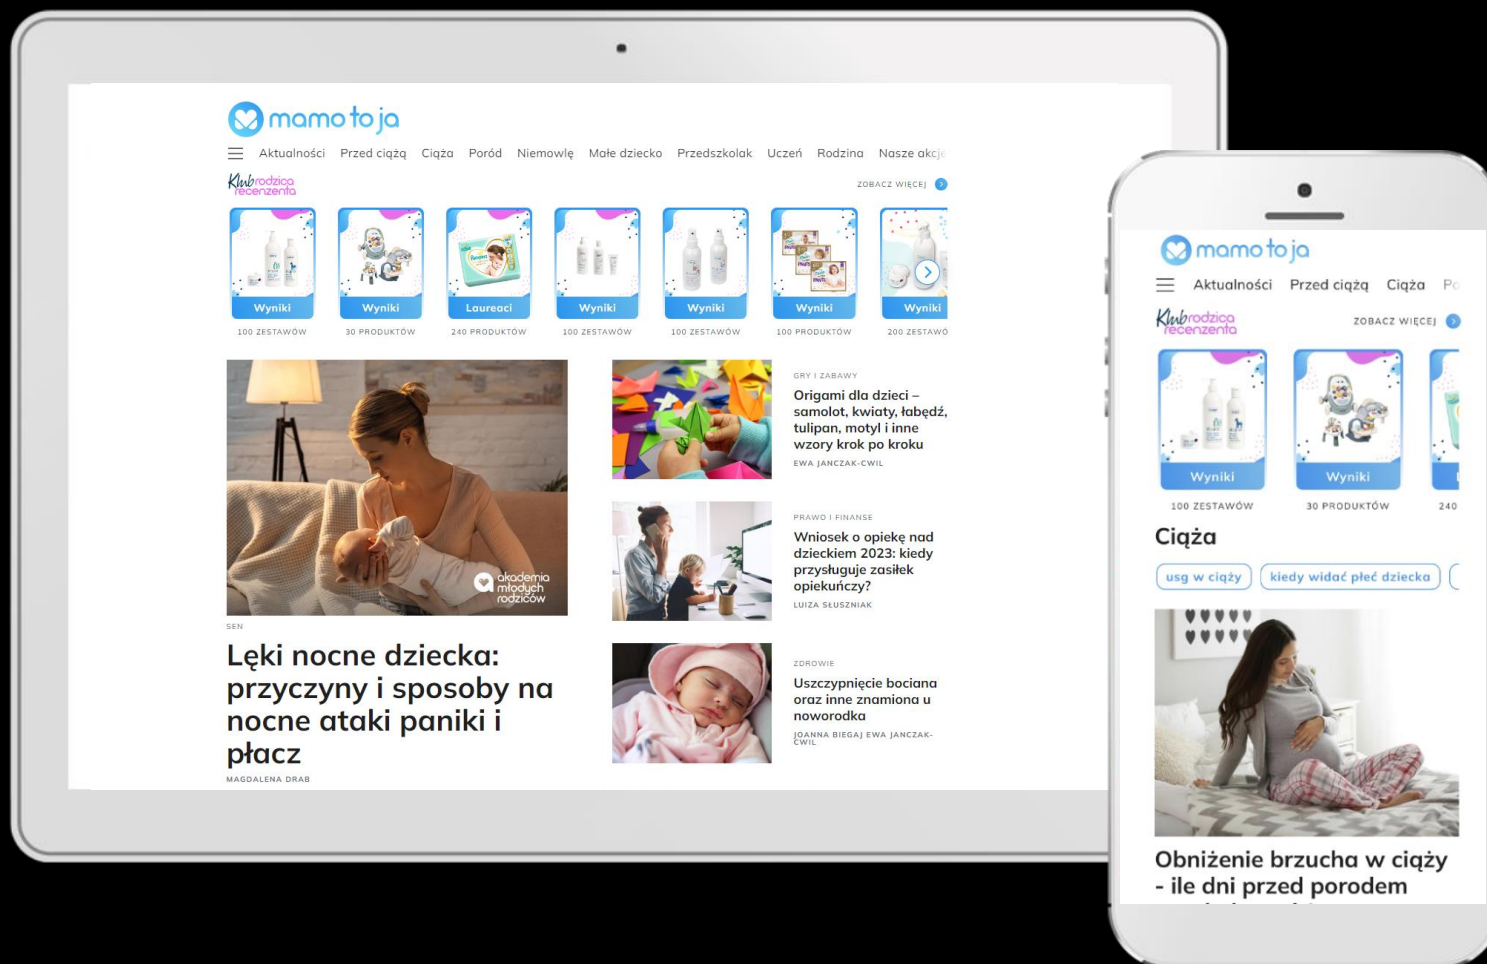 mamo to ja
Aktualności Przed ciążą Ciąża Poród Niemowlę Małe dziecko Przedszkolak Uczeń Rodzina Nasze akcje
Klub rodzica
recenzenta
ZOBACZ WIĘCEJ
Wyniki Wyniki Laureaci Wyniki Wyniki Wyniki Wyniki
100 ZESTAWÓW 30 PRODUKTÓW 240 PRODUKTÓW 100 ZESTAWÓW 100 ZESTAWÓW 100 PRODUKTÓW 200 ZESTAWÓ
akademia
młodych
rodziców
SEN
Lęki nocne dziecka:
przyczyny i sposoby na
nocne ataki paniki i
płacz
MAGDALENA DRAB
GRY I ZABAWY
Origami dla dzieci –
samolot, kwiaty, łabędź,
tulipan, motyl i inne
wzory krok po kroku
EWA JANCZAK-CWIL
PRAWO I FINANSE
Wniosek o opiekę nad
dzieckiem 2023: kiedy
przysługuje zasiłek
opiekuńczy?
LUIZA SŁUSZNIAK
ZDROWIE
Uszczypnięcie bociana
oraz inne znamiona u
noworodka
JOANNA BIEGAJ EWA JANCZAK-
CWIL
mamo to ja
Aktualności Przed ciążą Ciąża Po
Klub rodzica
recenzenta
ZOBACZ WIĘCEJ
Wyniki Wyniki
100 ZESTAWÓW 30 PRODUKTÓW 240
Ciąża
usg w ciąży kiedy widać płeć dziecka
Obniżenie brzucha w ciąży
- ile dni przed porodem